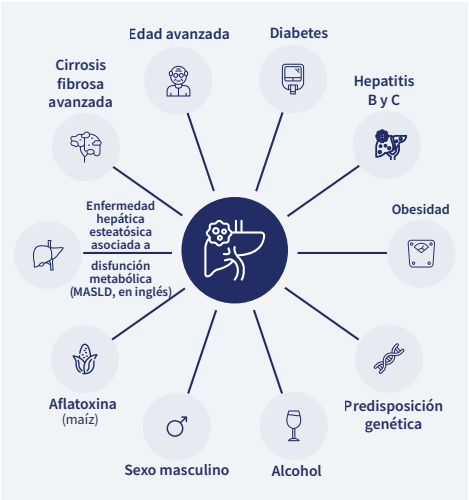 Edad avanzada
Diabetes
Cirrosis
fibrosa
avanzada
Hepatitis
B y C
Enfermedad
hepática
esteatósica
asociada a
disfunción
metabólica
(MASLD, en inglés)
Obesidad
Aflatoxina
(maíz)
Predisposición
genética
Sexo masculino
Alcohol